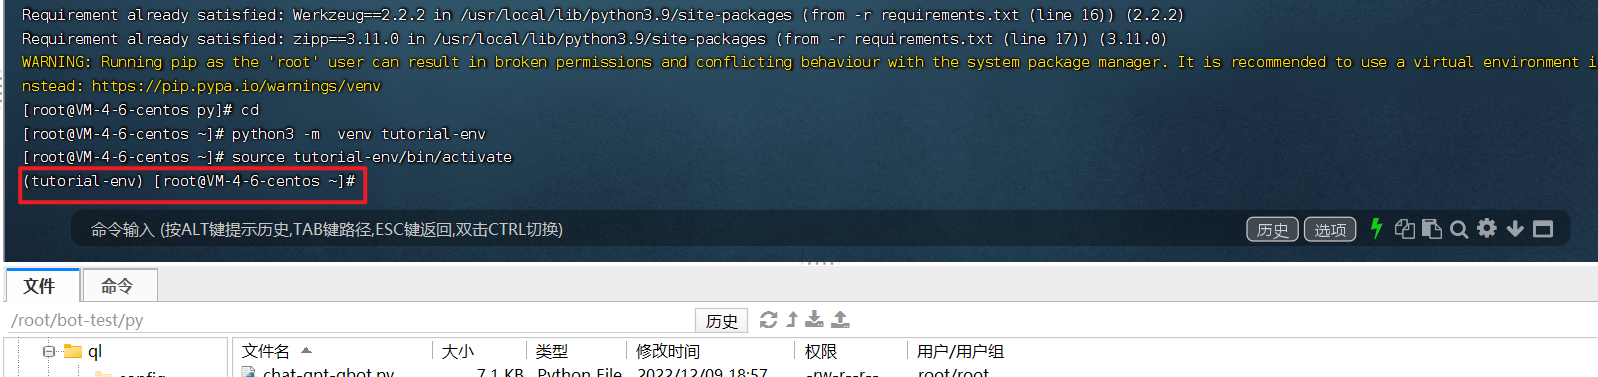 Requirement already satisfied: Werkzeug==2.2.2 in /usr/local/lib/python3.9/site-packages (from -r requirements.txt (line 16)) (2.2.2)
Requirement already satisfied: zipp==3.11.0 in /usr/local/lib/python3.9/site-packages (from -r requirements.txt (line 17)) (3.11.0)
WARNING: Running pip as the 'root' user can result in broken permissions and conflicting behaviour with the system package manager. It is recommended to use a virtual environment i
nstead: https://pip.pypa.io/warnings/venv
[root@VM-4-6-centos py]# cd
[root@VM-4-6-centos ~]# python3 -m  venv tutorial-env
[root@VM-4-6-centos ~]# source tutorial-env/bin/activate
(tutorial-env) [root@VM-4-6-centos ~]#
命令输入 (按ALT键提示历史,TAB键路径,ESC键返回,双击CTRL切换) 历史 选项
文件 命令
/root/bot-test/py 历史
ql 文件名 大小 类型 修改时间 权限 用户/用户组
config chat-gpt-qbot.py 7.1 KB Python File 2022/12/09 18:57 -rw-r--r-- root/root